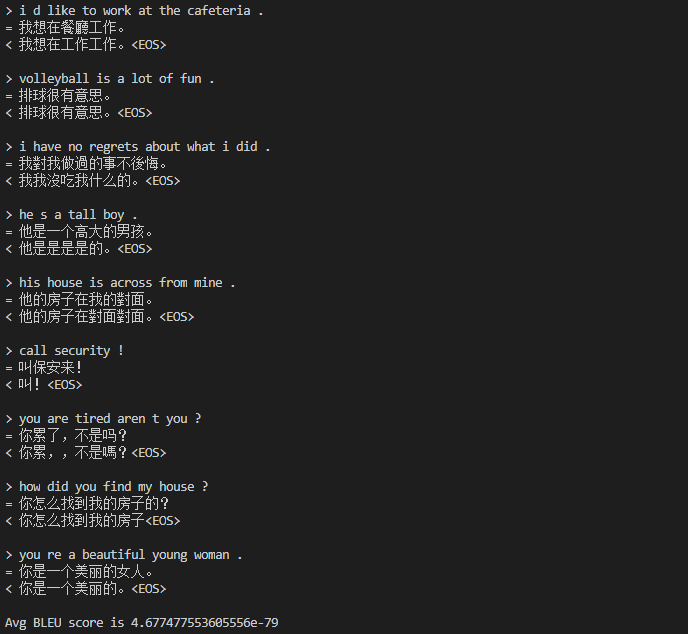 > i d like to work at the cafeteria .
= 我想在餐廳工作。
< 我想在工作工作。<EOS>
> volleyball is a lot of fun .
= 排球很有意思。
< 排球很有意思。<EOS>
> i have no regrets about what i did .
= 我對我做過的事不後悔。
< 我我沒吃我什么的。<EOS>
> he s a tall boy .
= 他是一个高大的男孩。
< 他是是是是的。<EOS>
> his house is across from mine .
= 他的房子在我的對面。
< 他的房子在對面對面。<EOS>
> call security !
= 叫保安来！
< 叫！<EOS>
> you are tired aren t you ?
= 你累了，不是吗？
< 你累，，不是嗎？<EOS>
> how did you find my house ?
= 你怎么找到我的房子的？
< 你怎么找到我的房子<EOS>
> you re a beautiful young woman .
= 你是一个美丽的女人。
< 你是一个美丽的。<EOS>
Avg BLEU score is 4.677477553605556e-79